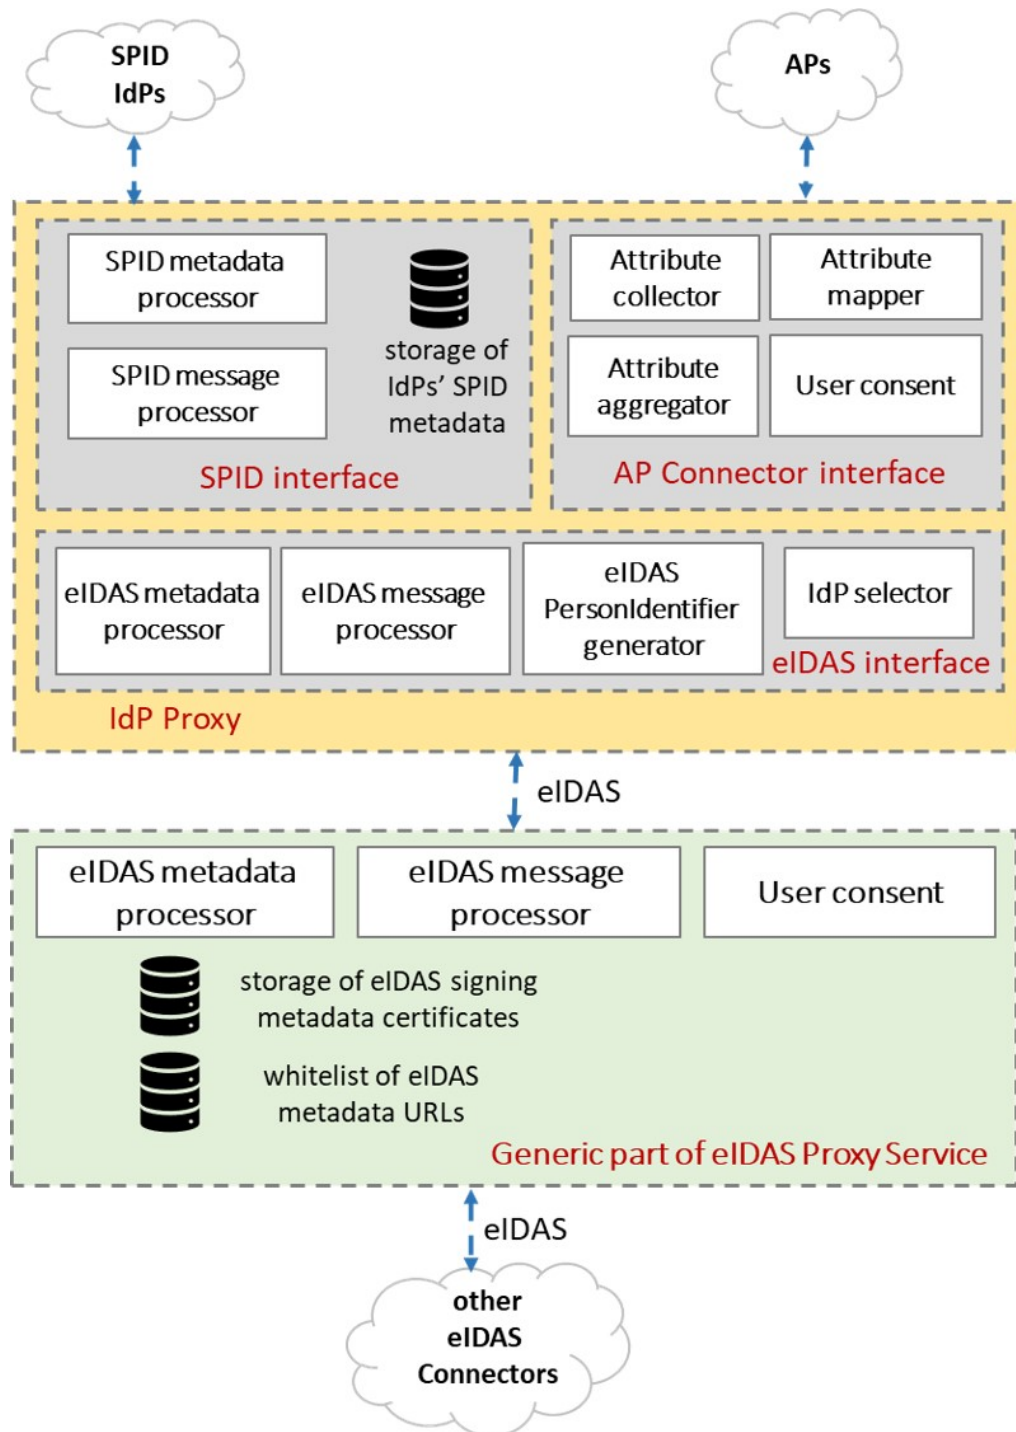 SPID
IdPs
APs
SPID metadata
processor
SPID message
processor
storage of
IdPs’ SPID
metadata
SPID interface
Attribute
collector
Attribute
mapper
Attribute
aggregator
User consent
AP Connector interface
eIDAS metadata
processor
eIDAS message
processor
eIDAS
PersonIdentifier
generator
IdP selector
eIDAS interface
IdP Proxy
eIDAS
eIDAS metadata
processor
eIDAS message
processor
User consent
storage of eIDAS signing
metadata certificates
whitelist of eIDAS
metadata URLs
Generic part of eIDAS Proxy Service
eIDAS
other
eIDAS
Connectors